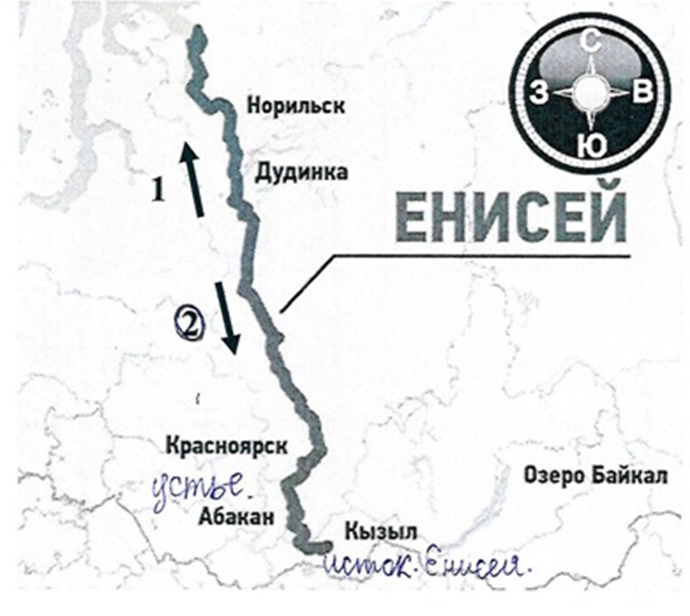 С
З В
Ю
Норильск
Дудинка
1
ЕНИСЕЙ
2
Красноярск
устье.
Озеро Байкал
Абакан
Кызыл
исток. Енисея.